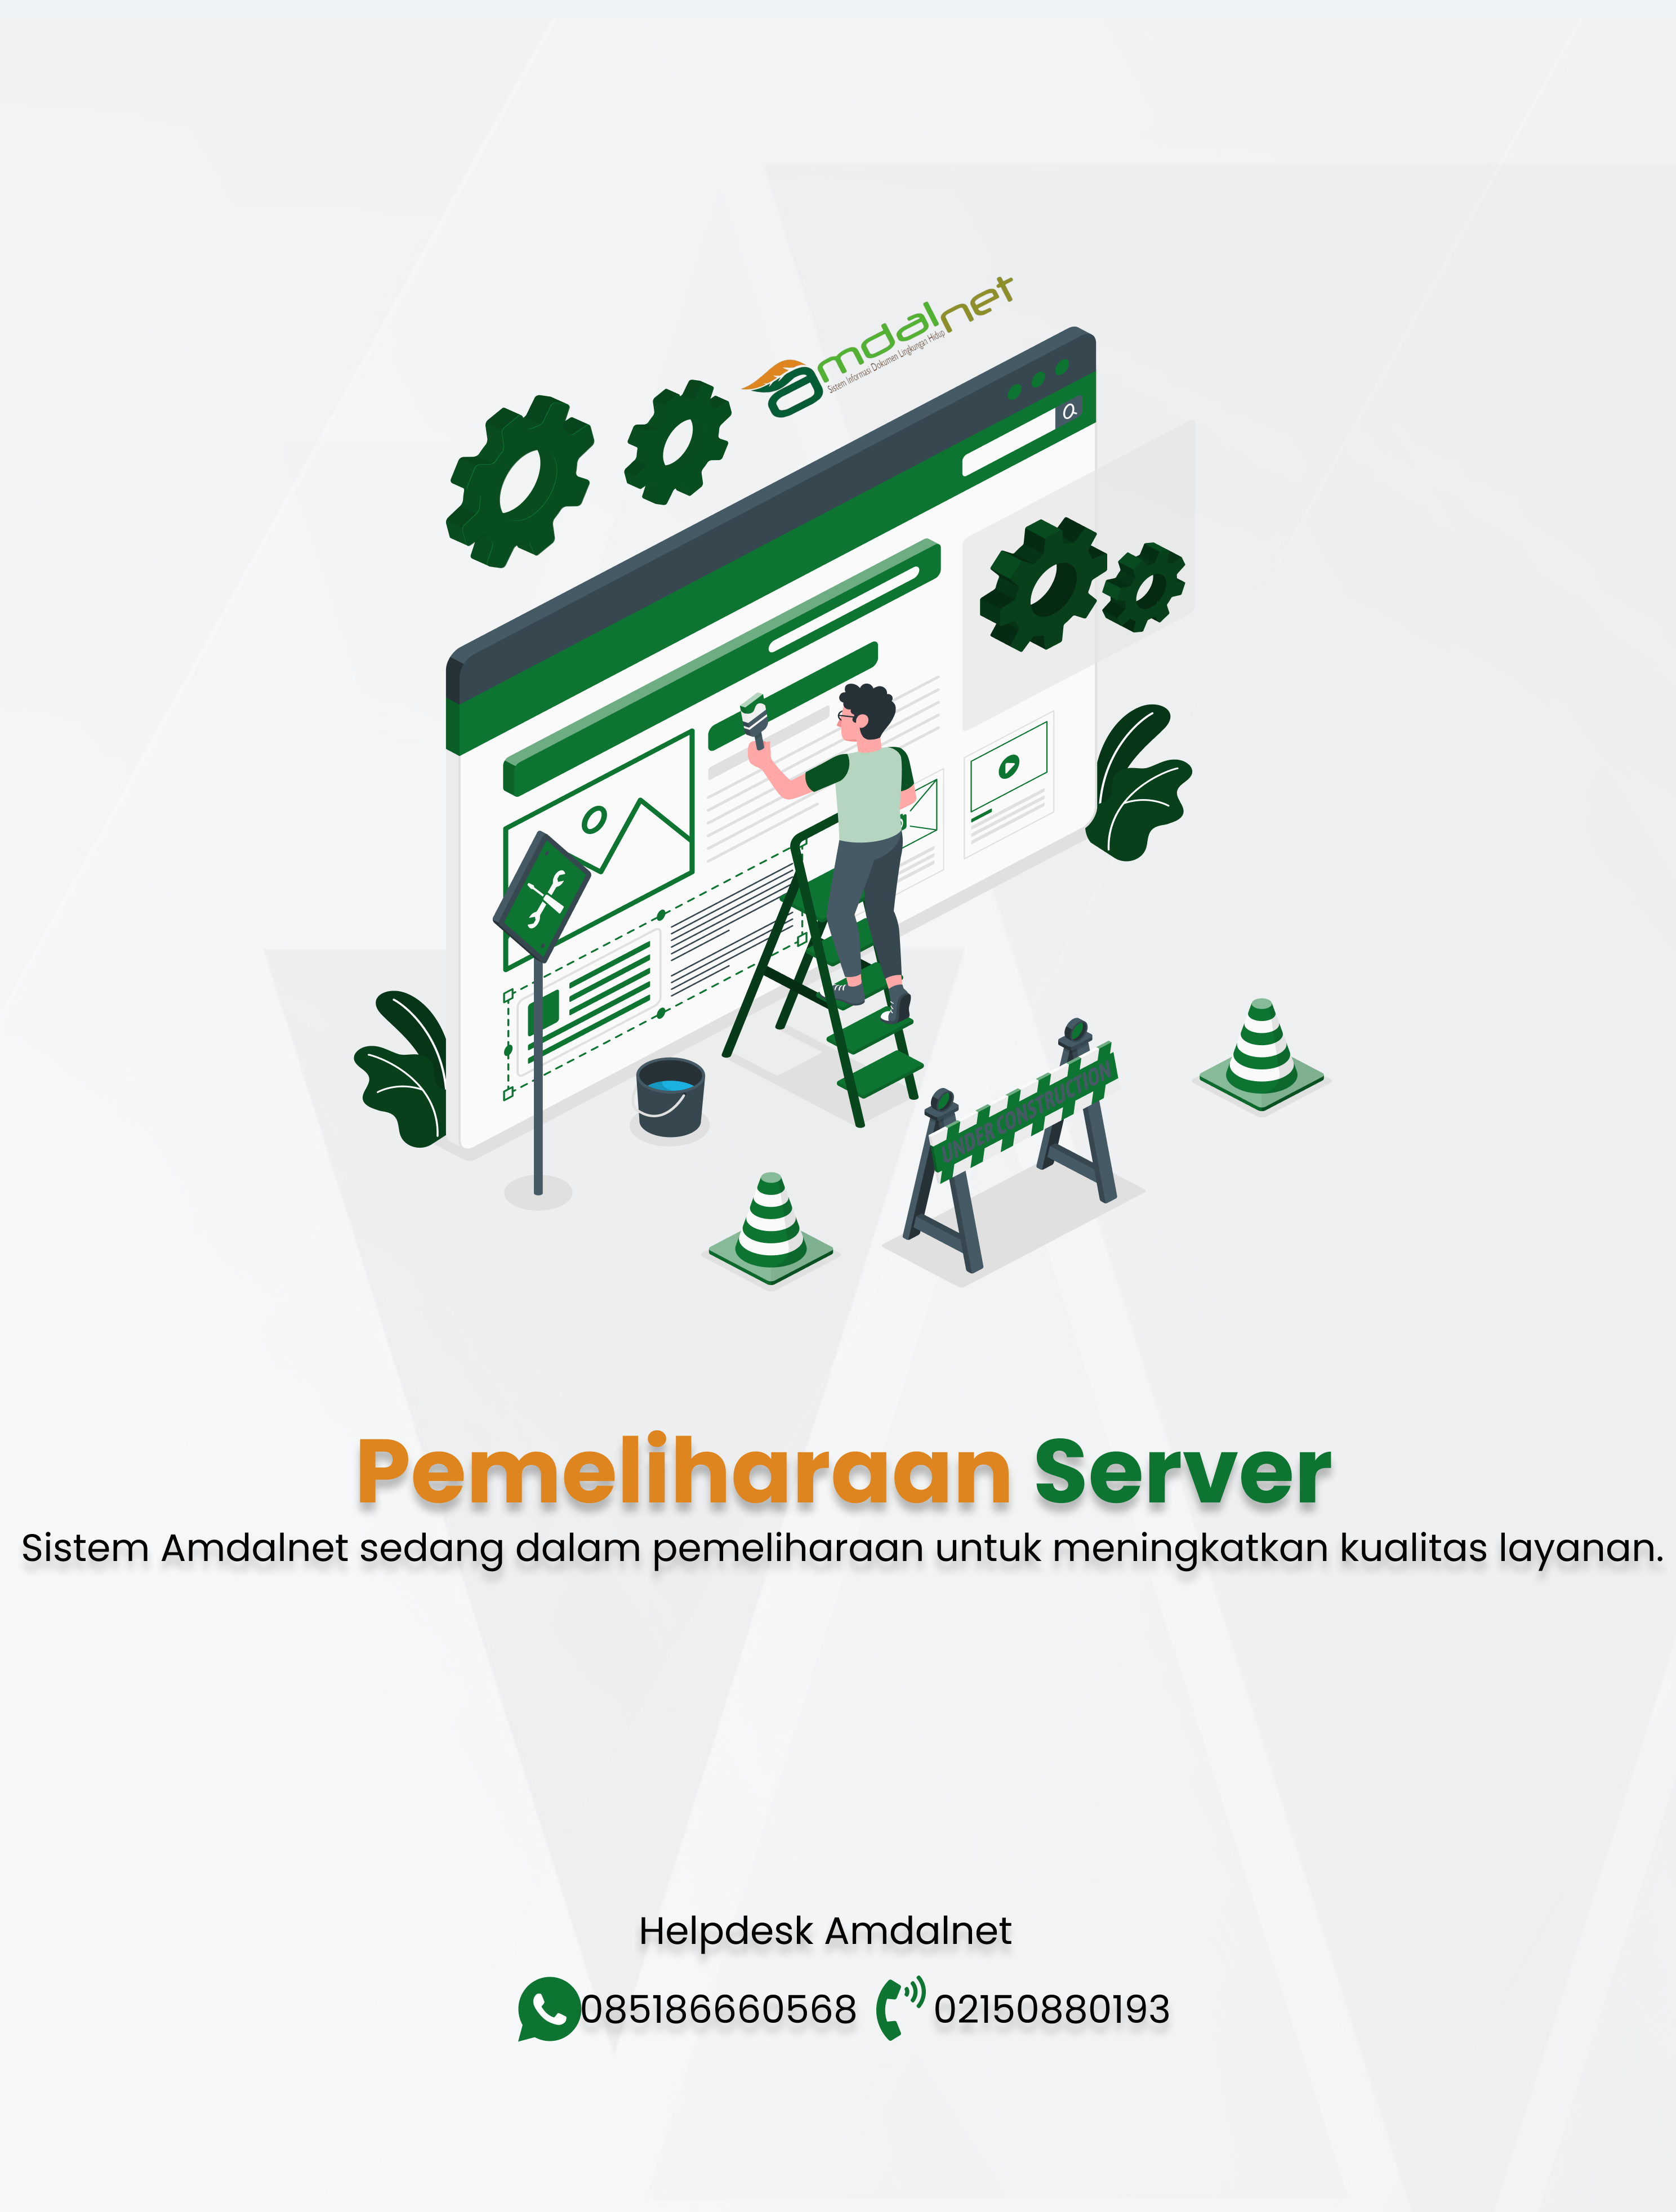 amdalnet
Sistem Informasi Dokumen Lingkungan Hidup
UNDER CONSTRUCTION
Pemeliharaan Server
Sistem Amdalnet sedang dalam pemeliharaan untuk meningkatkan kualitas layanan.
Helpdesk Amdalnet
085186660568 02150880193